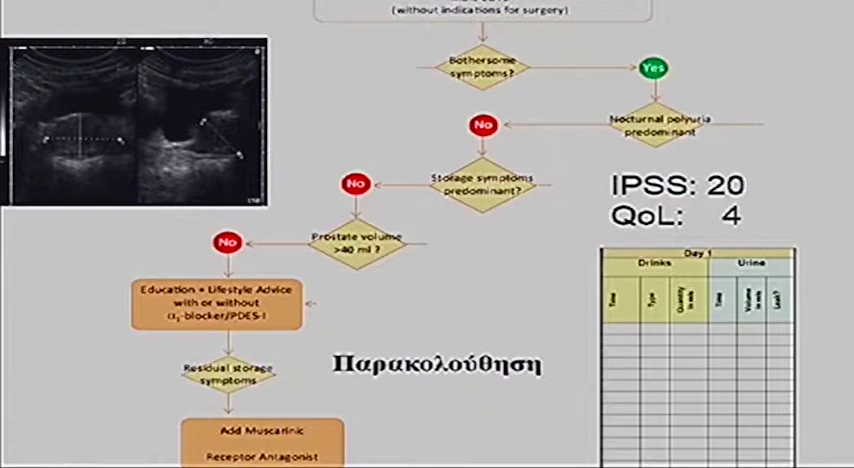 (without indications for surgery)
Bothersome
symptoms?
Yes
Nocturnal polyuria
predominant
No
Storage symptoms
predominant?
No
Prostate volume
>40 ml ?
No
Education + Lifestyle Advice
with or without
α₁-blocker/PDE5-I
Residual storage
symptoms
Add Muscarinic
Receptor Antagonist
Παρακολούθηση
IPSS: 20
QoL: 4
Day 1
Drinks Urine
Time Type Quantity in mls Time Volume in mls Leak?